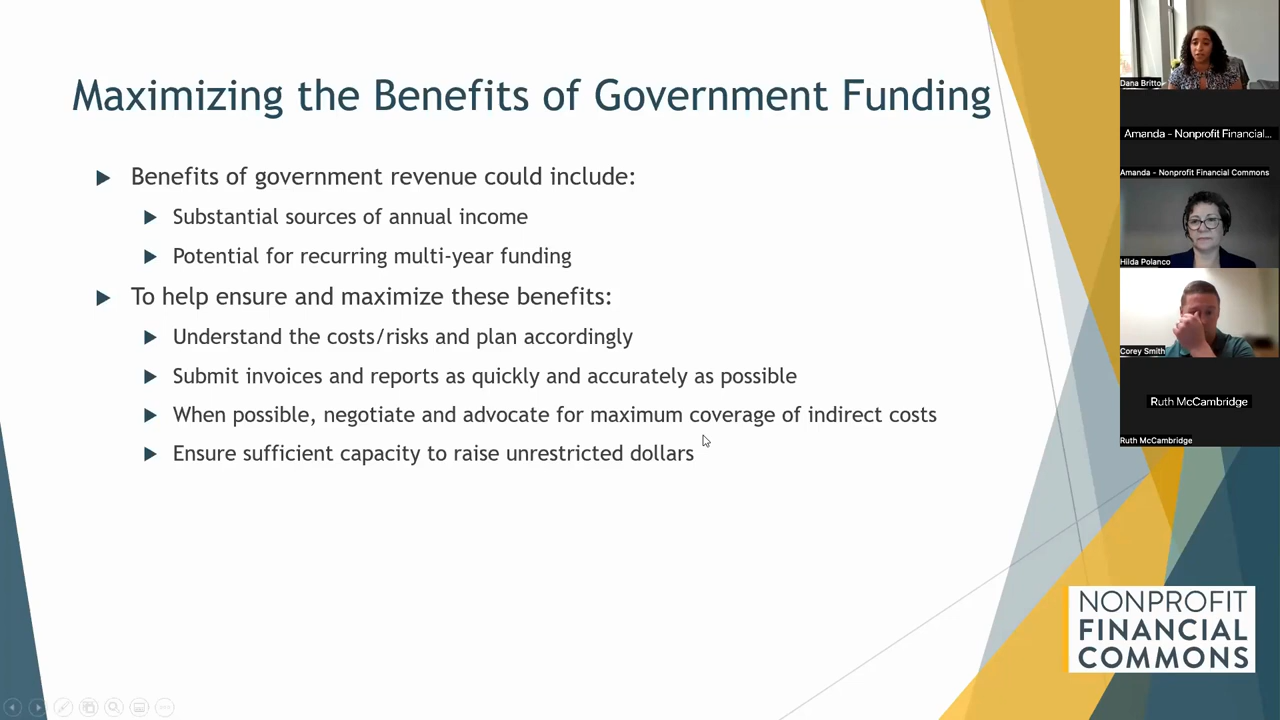 Maximizing the Benefits of Government Funding
Benefits of government revenue could include:
Substantial sources of annual income
Potential for recurring multi-year funding
To help ensure and maximize these benefits:
Understand the costs/risks and plan accordingly
Submit invoices and reports as quickly and accurately as possible
When possible, negotiate and advocate for maximum coverage of indirect costs
Ensure sufficient capacity to raise unrestricted dollars
Dana Britto
Amanda - Nonprofit Financial...
Amanda - Nonprofit Financial Commons
Hilda Polanco
Corey Smith
Ruth McCambridge
Ruth McCambridge
NONPROFIT
FINANCIAL
COMMONS